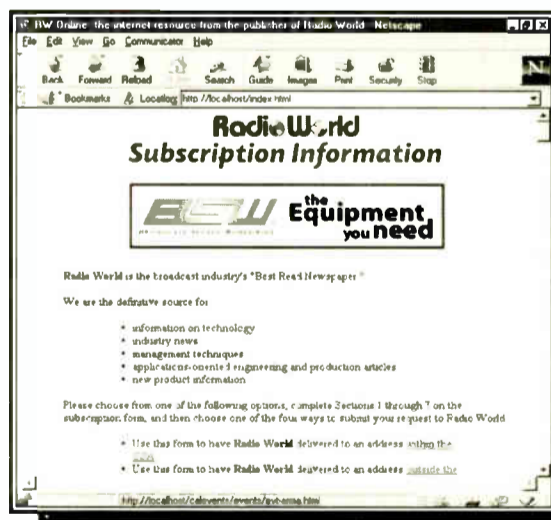 RW Online: the internet resource from the publisher of Radio World - Netscape
File Edit View Go Communicator Help
Back Forward Reload Search Guide Images Print Security Stop
Bookmarks Location: http://localhost/index.html
N
Radio World
Subscription Information
BSW the Equipment you need
Radio World is the broadcast industry's "Best Read Newspaper."
We are the definitive source for
• information on technology
• industry news
• management techniques
• applications-oriented engineering and production articles
• new product information
Please choose from one of the following options, complete Sections 1 through 7 on the
subscription form, and then choose one of the four ways to submit your request to Radio World
• Use this form to have Radio World delivered to an address within the
USA
• Use this form to have Radio World delivered to an address outside the
http://localhost/calevents/events/evt-amaa.html